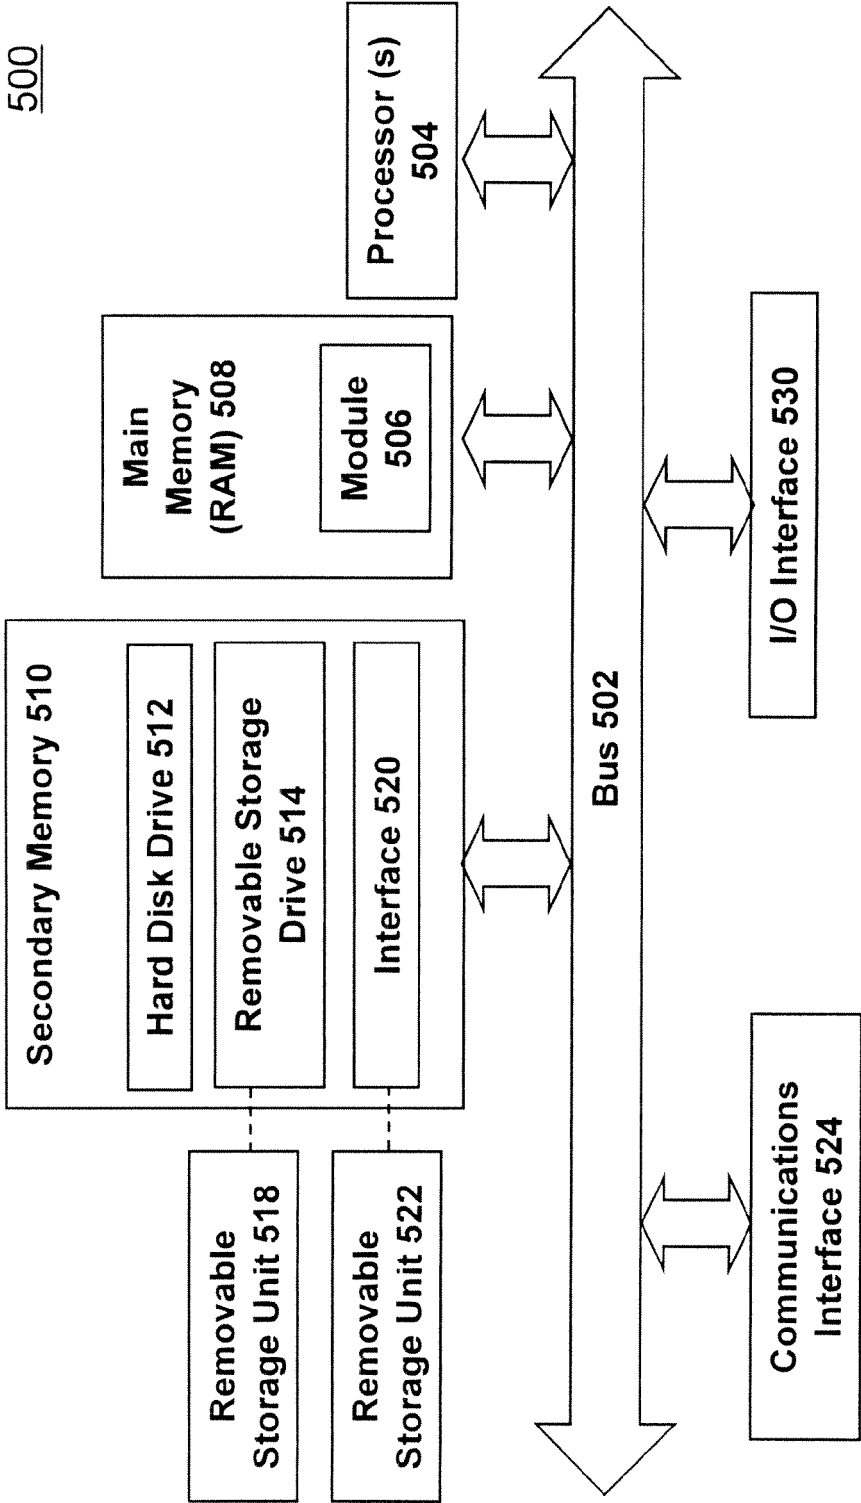 500
Secondary Memory 510
Hard Disk Drive 512
Removable Storage
Drive 514
Interface 520
Removable
Storage Unit 518
Removable
Storage Unit 522
Main
Memory
(RAM) 508
Module
506
Processor (s)
504
Bus 502
Communications
Interface 524
I/O Interface 530